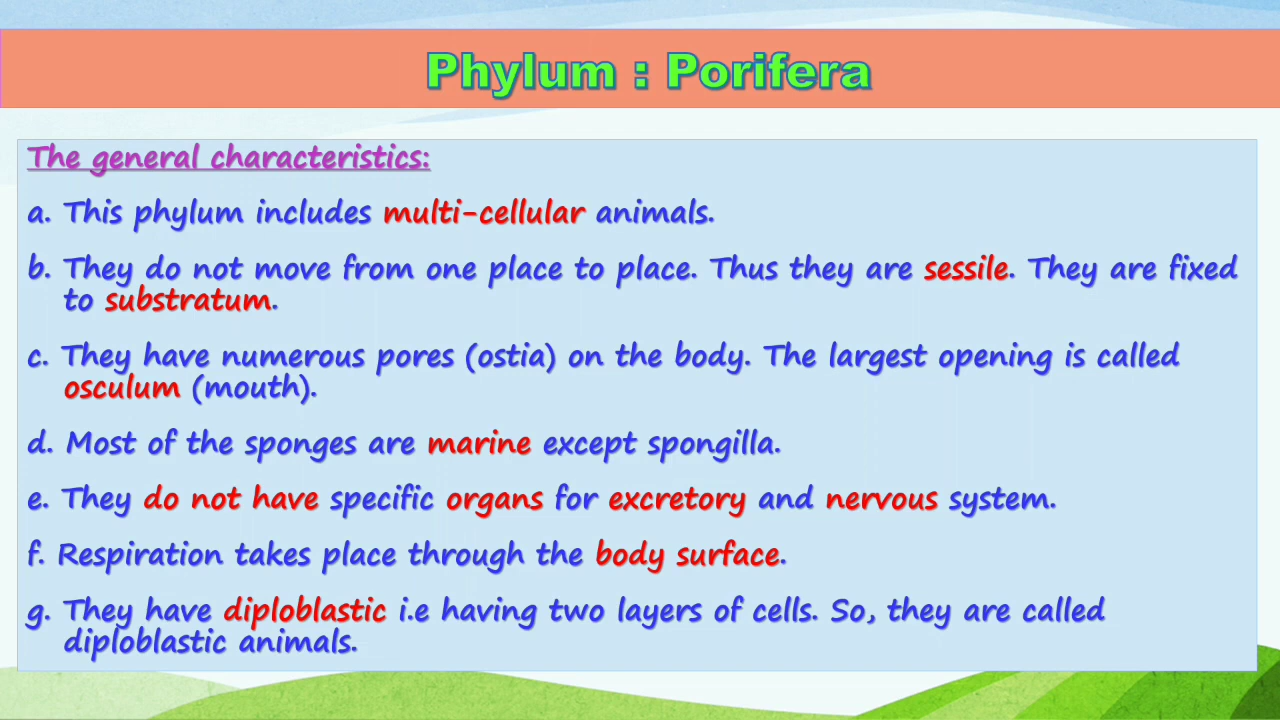 Phylum : Porifera
The general characteristics:
a. This phylum includes multi-cellular animals.
b. They do not move from one place to place. Thus they are sessile. They are fixed
to substratum.
c. They have numerous pores (ostia) on the body. The largest opening is called
osculum (mouth).
d. Most of the sponges are marine except spongilla.
e. They do not have specific organs for excretory and nervous system.
f. Respiration takes place through the body surface.
g. They have diploblastic i.e having two layers of cells. So, they are called
diploblastic animals.